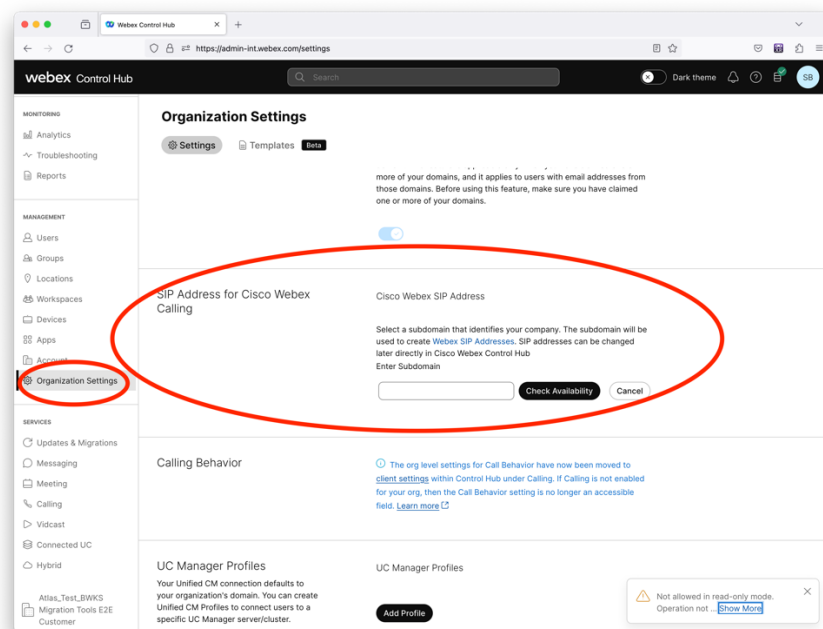 Webex Control Hub
https://admin-int.webex.com/settings
webex Control Hub
Search
Dark theme
SB
MONITORING
Analytics
Troubleshooting
Reports
MANAGEMENT
Users
Groups
Locations
Workspaces
Devices
Apps
Account
Organization Settings
SERVICES
Updates & Migrations
Messaging
Meeting
Calling
Vidcast
Connected UC
Hybrid
Atlas_Test_BWKS
Migration Tools E2E
Customer
Organization Settings
Settings
Templates
Beta
more of your domains, and it applies to users with email addresses from
those domains. Before using this feature, make sure you have claimed
one or more of your domains.
SIP Address for Cisco Webex
Calling
Cisco Webex SIP Address
Select a subdomain that identifies your company. The subdomain will be
used to create Webex SIP Addresses. SIP addresses can be changed
later directly in Cisco Webex Control Hub
Enter Subdomain
Check Availability
Cancel
Calling Behavior
The org level settings for Call Behavior have now been moved to
client settings within Control Hub under Calling. If Calling is not enabled
for your org, then the Call Behavior setting is no longer an accessible
field. Learn more
UC Manager Profiles
Your Unified CM connection defaults to
your organization's domain. You can create
Unified CM Profiles to connect users to a
specific UC Manager server/cluster.
UC Manager Profiles
Add Profile
Not allowed in read-only mode.
Operation not ... Show More